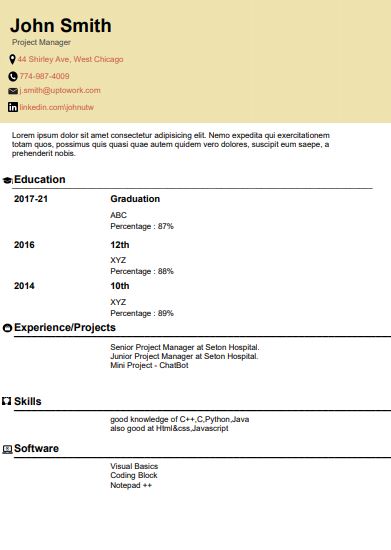 John Smith
Project Manager
44 Shirley Ave, West Chicago
774-987-4009
j.smith@uptowork.com
linkedin.com/johnutw
Lorem ipsum dolor sit amet consectetur adipisicing elit. Nemo expedita qui exercitationem
totam quos, possimus quis quasi quae autem quidem vero dolores, suscipit eum saepe, a
prehenderit nobis.
Education
2017-21 Graduation
ABC
Percentage : 87%
2016 12th
XYZ
Percentage : 88%
2014 10th
XYZ
Percentage : 89%
Experience/Projects
Senior Project Manager at Seton Hospital.
Junior Project Manager at Seton Hospital.
Mini Project - ChatBot
Skills
good knowledge of C++,C,Python,Java
also good at Html&css,Javascript
Software
Visual Basics
Coding Block
Notepad ++